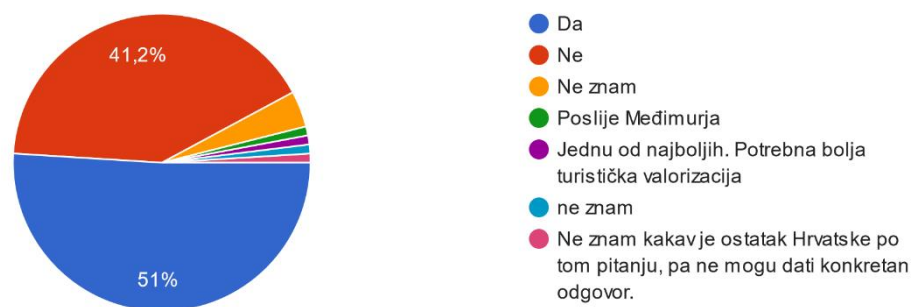 41,2%
51%
Da
Ne
Ne znam
Poslije Međimurja
Jednu od najboljih. Potrebna bolja
turistička valorizacija
ne znam
Ne znam kakav je ostatak Hrvatske po
tom pitanju, pa ne mogu dati konkretan
odgovor.